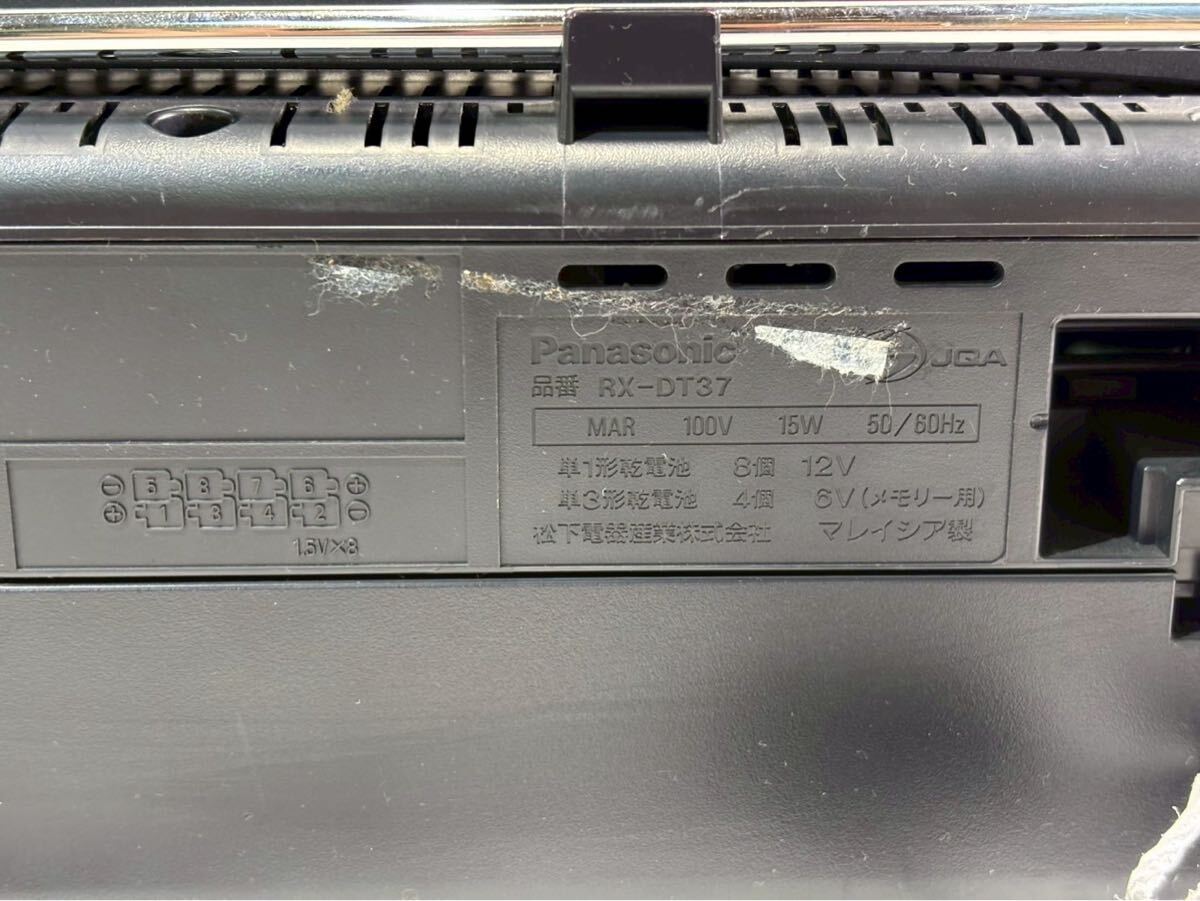 Panasonic JQA
品番 RX-DT37
MAR 100V 15W 50/60Hz
単1形乾電池 8個 12V
単3形乾電池 4個 6V(メモリー用)
松下電器産業株式会社 マレイシア製
⊖ 5 8 7 6 ⊕
⊕ 1 3 4 2 ⊖
1.5V×8